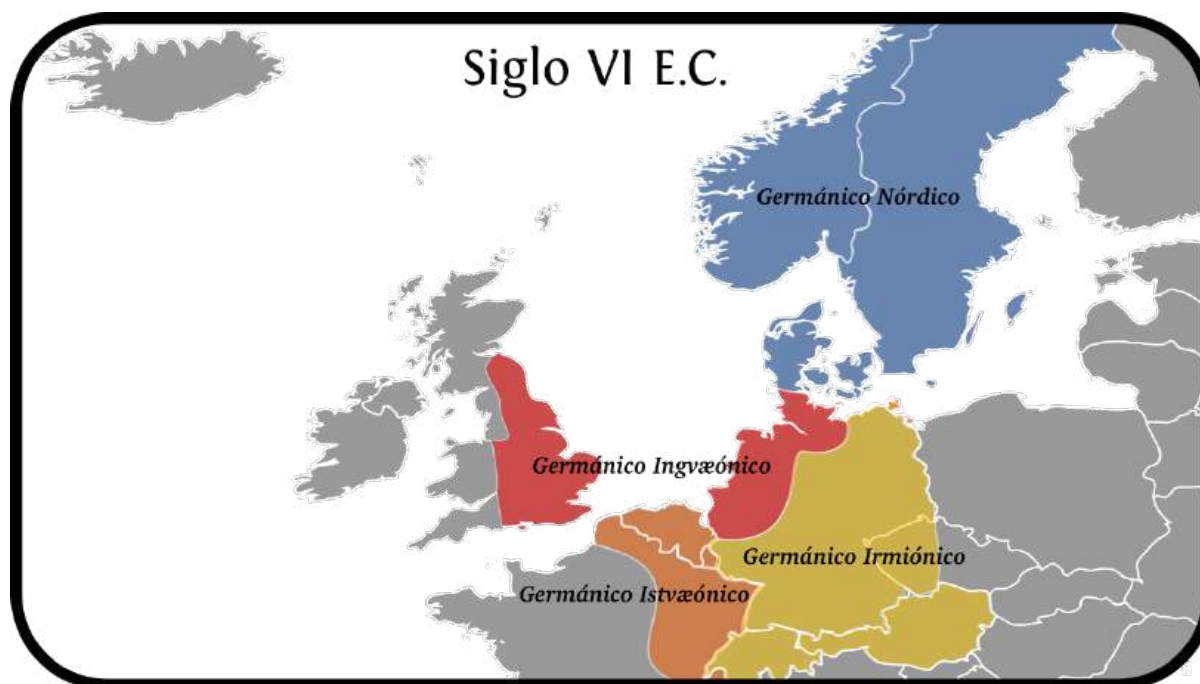 Siglo VI E.C.
Germánico Nórdico
Germánico Ingvæónico
Germánico Irmiónico
Germánico Istvæónico